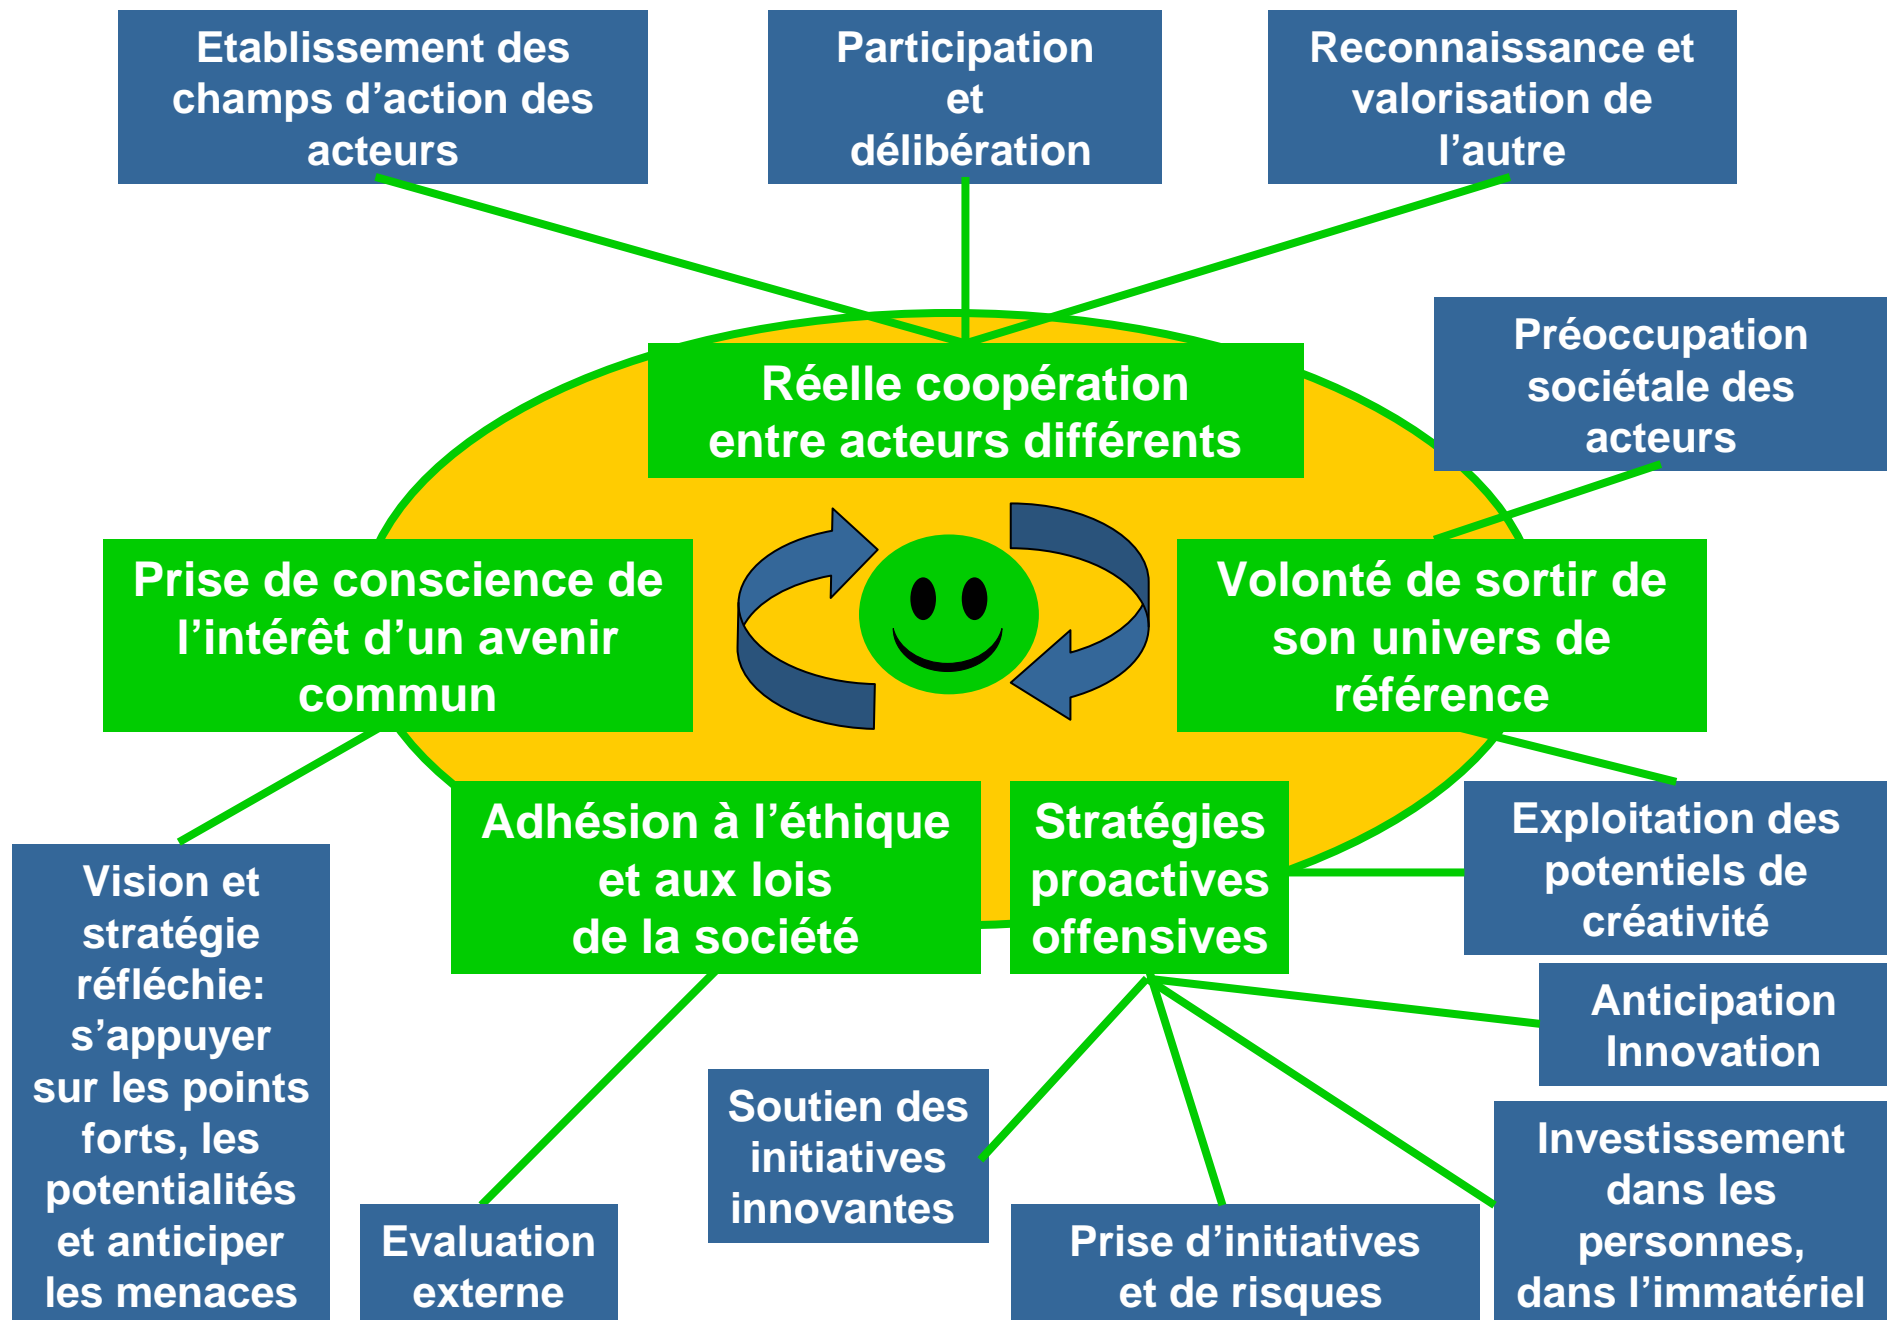 Etablissement des
champs d’action des
acteurs
Participation
et
délibération
Reconnaissance et
valorisation de
l’autre
Réelle coopération
entre acteurs différents
Préoccupation
sociétale des
acteurs
Prise de conscience de
l’intérêt d’un avenir
commun
Volonté de sortir de
son univers de
référence
Adhésion à l’éthique
et aux lois
de la société
Stratégies
proactives
offensives
Exploitation des
potentiels de
créativité
Vision et
stratégie
réfléchie:
s’appuyer
sur les points
forts, les
potentialités
et anticiper
les menaces
Evaluation
externe
Soutien des
initiatives
innovantes
Prise d’initiatives
et de risques
Anticipation
Innovation
Investissement
dans les
personnes,
dans l’immatériel